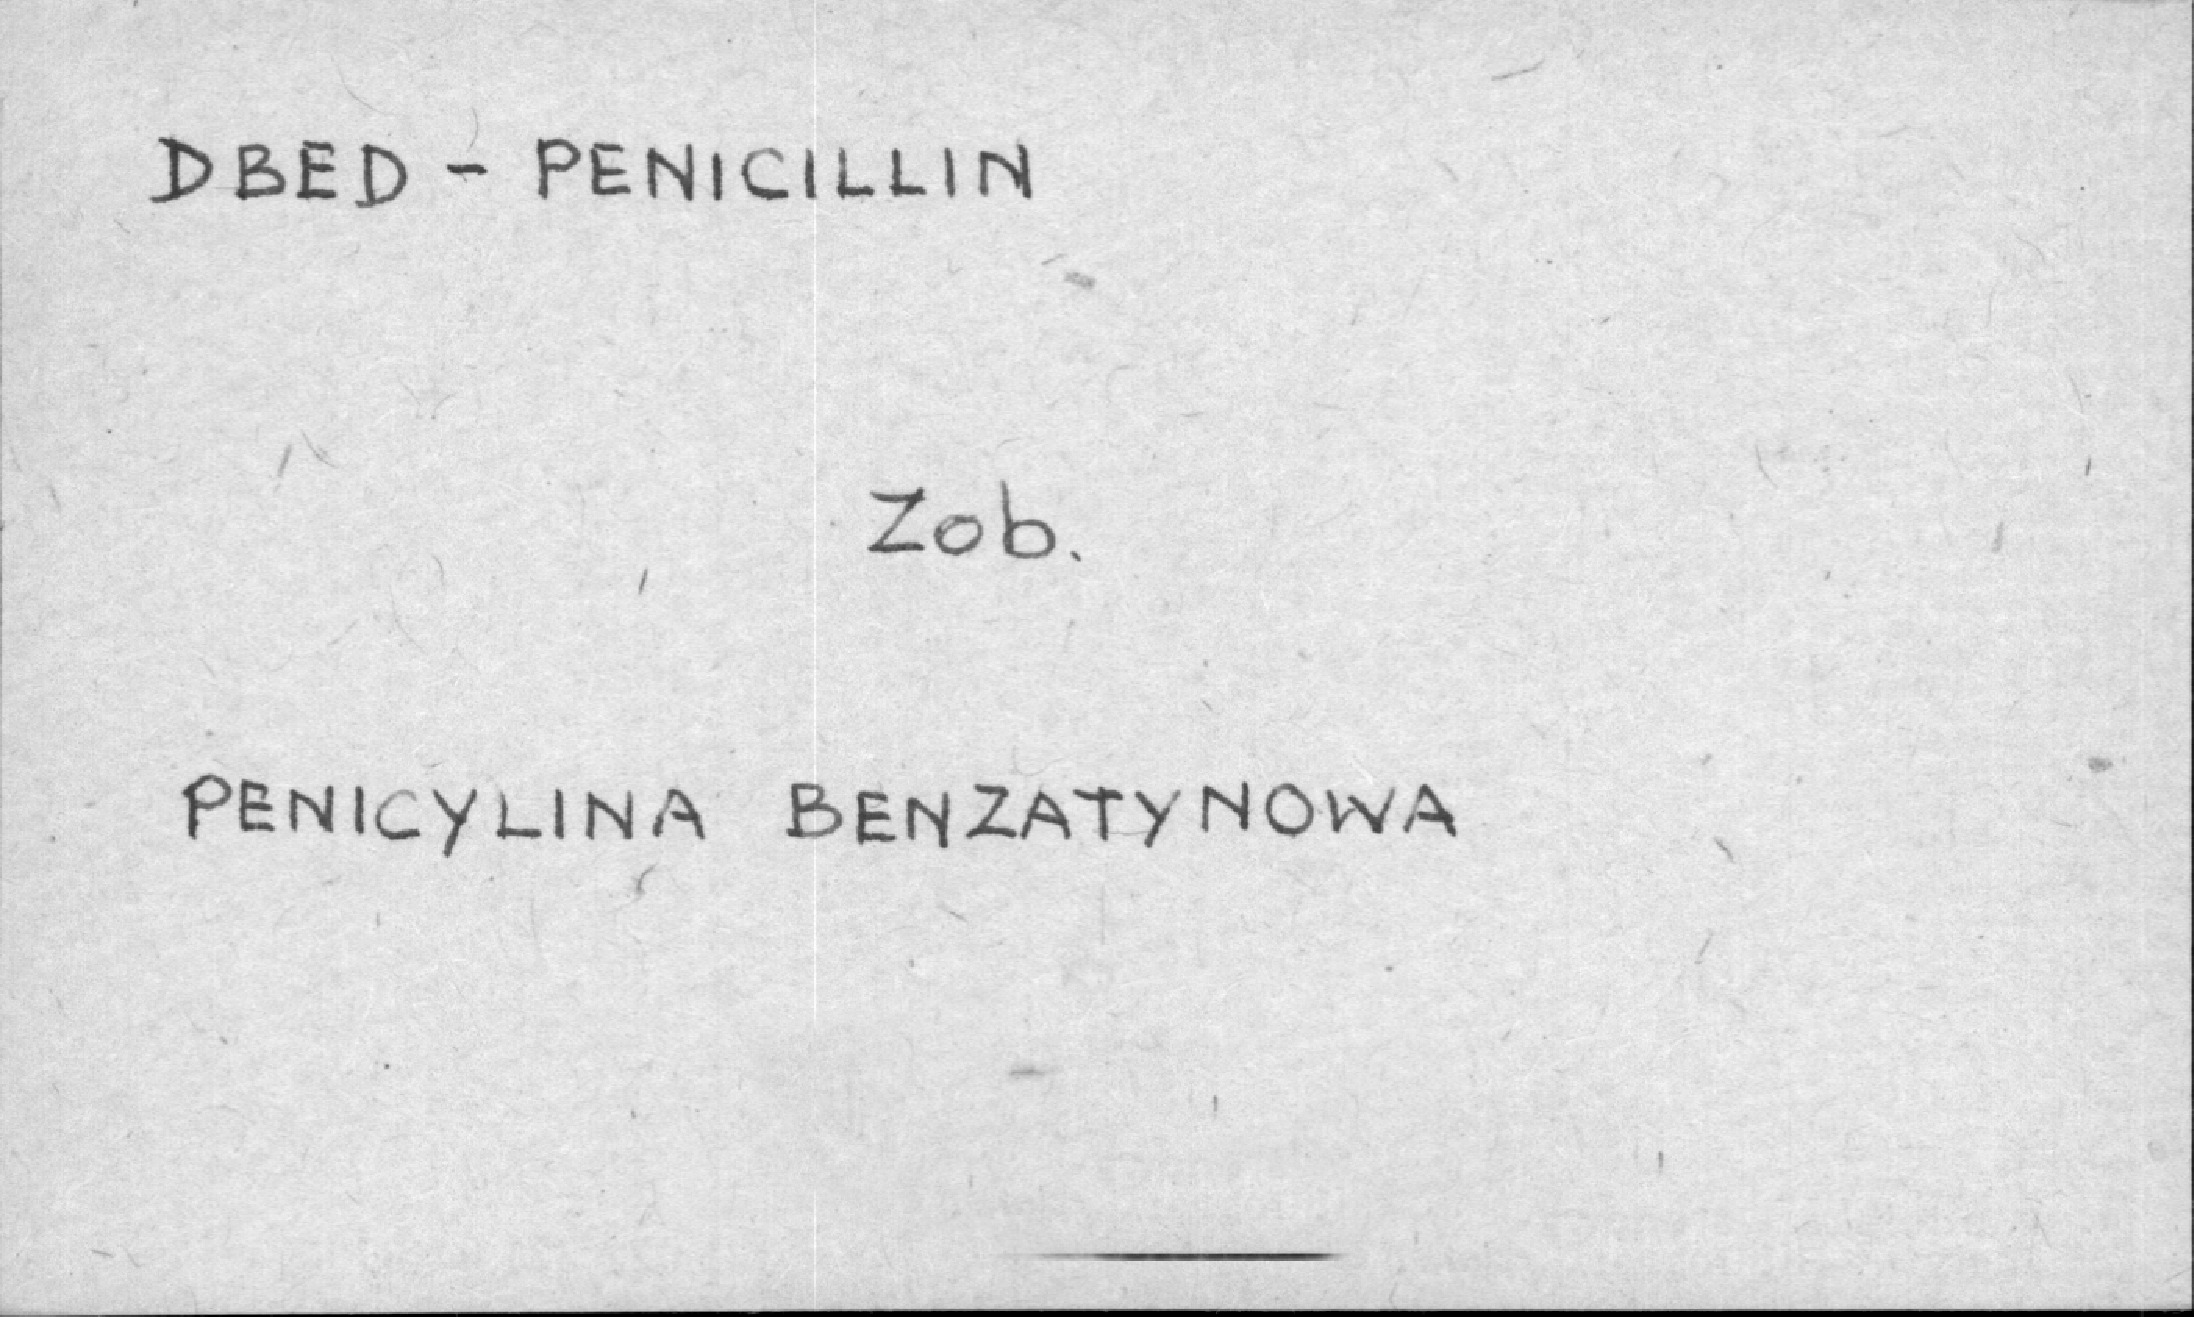 DBED - PENICILLIN
Zob.
PENICYLINA BENZATYNOWA